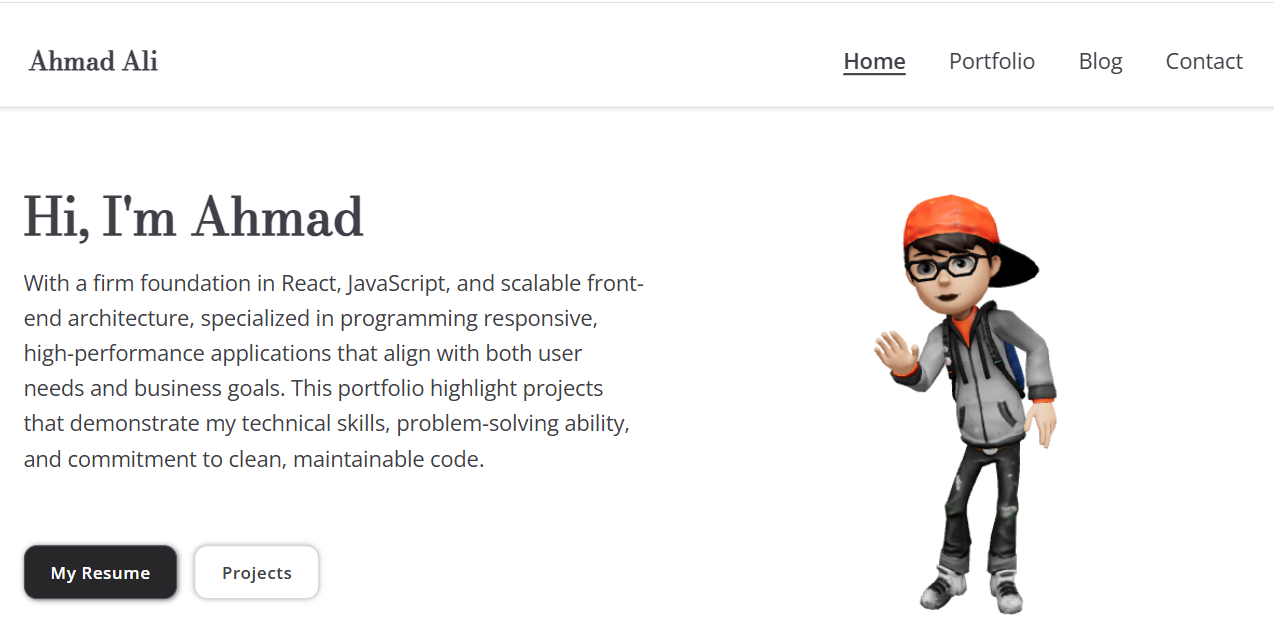 Ahmad Ali
Home Portfolio Blog Contact
Hi, I'm Ahmad
With a firm foundation in React, JavaScript, and scalable front-
end architecture, specialized in programming responsive,
high-performance applications that align with both user
needs and business goals. This portfolio highlight projects
that demonstrate my technical skills, problem-solving ability,
and commitment to clean, maintainable code.
My Resume Projects